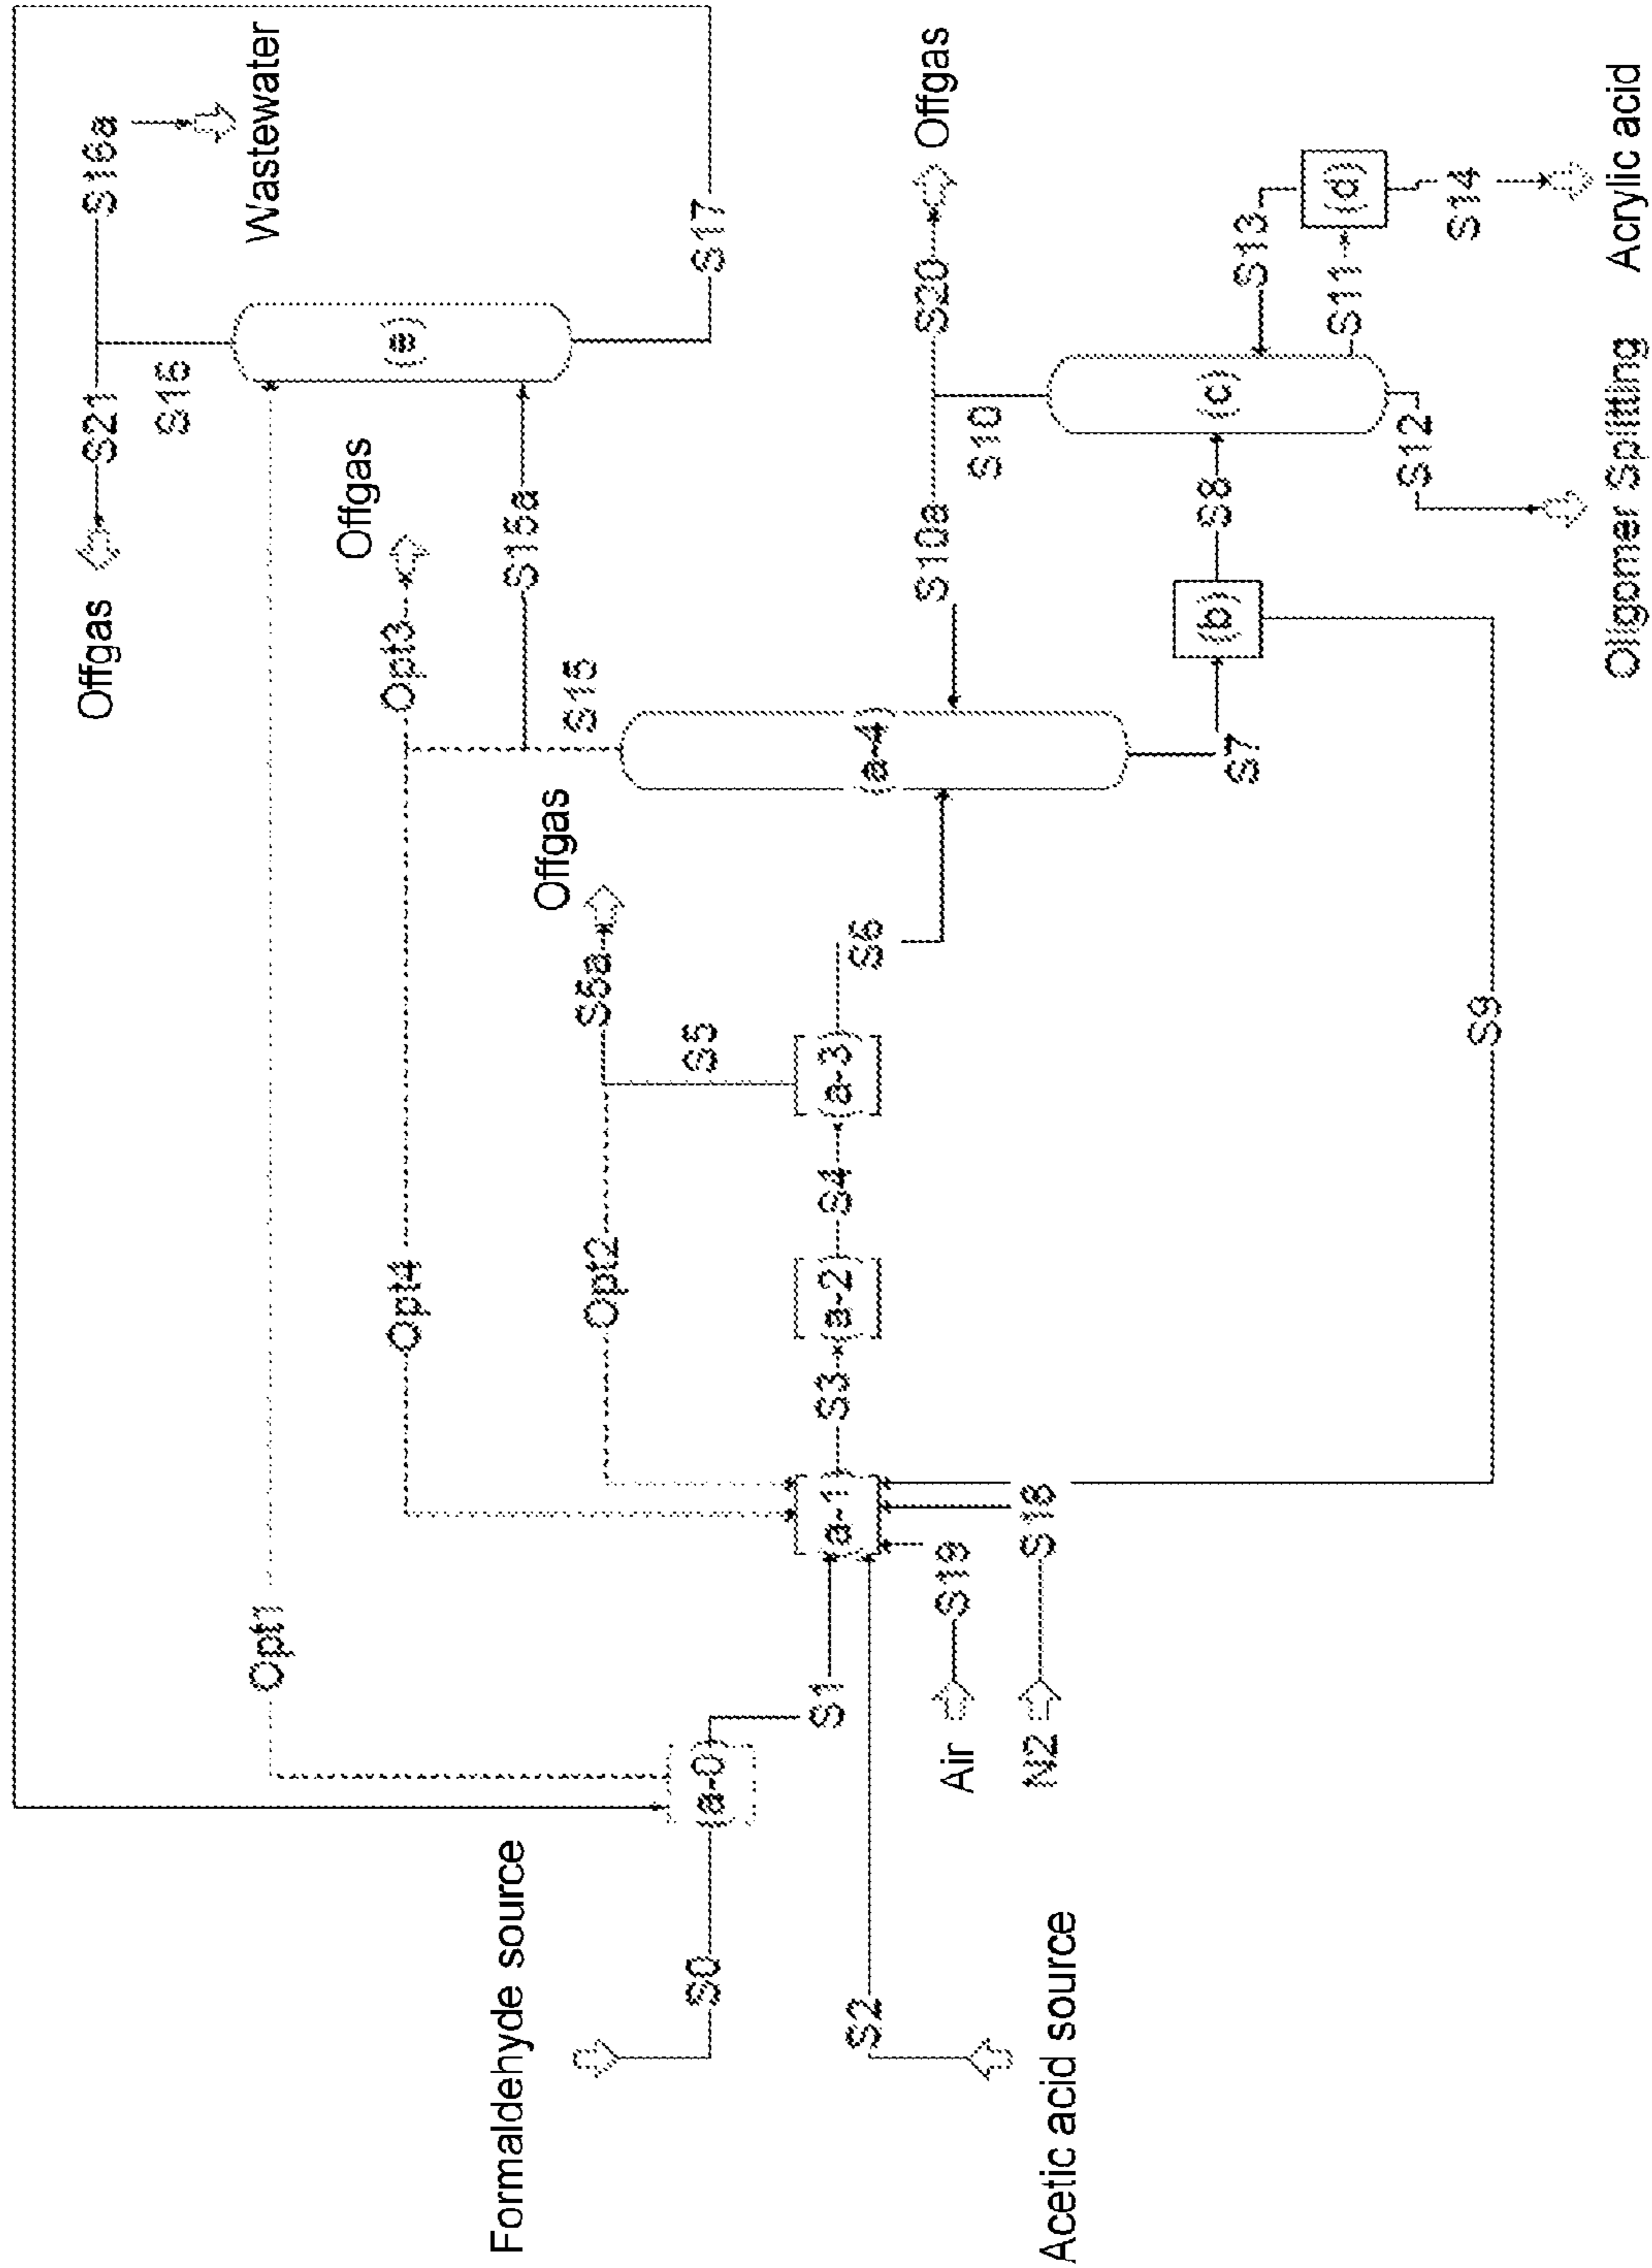 Offgas
S21
S16a
S16
Wastewater
(e)
S17
Opt1
Opt4
Opt3
Offgas
S15a
S15
Opt2
S5a
Offgas
S5
Formaldehyde source
S0
(a-0)
S1
(a-1)
S3
(a-2)
S4
(a-3)
S6
(a-4)
S10a
S20
Offgas
S10
S2
Acetic acid source
Air
S19
N2
S18
S7
(b)
S8
(c)
S13
S11
(d)
S14
S12
S9
Oligomer Splitting
Acrylic acid